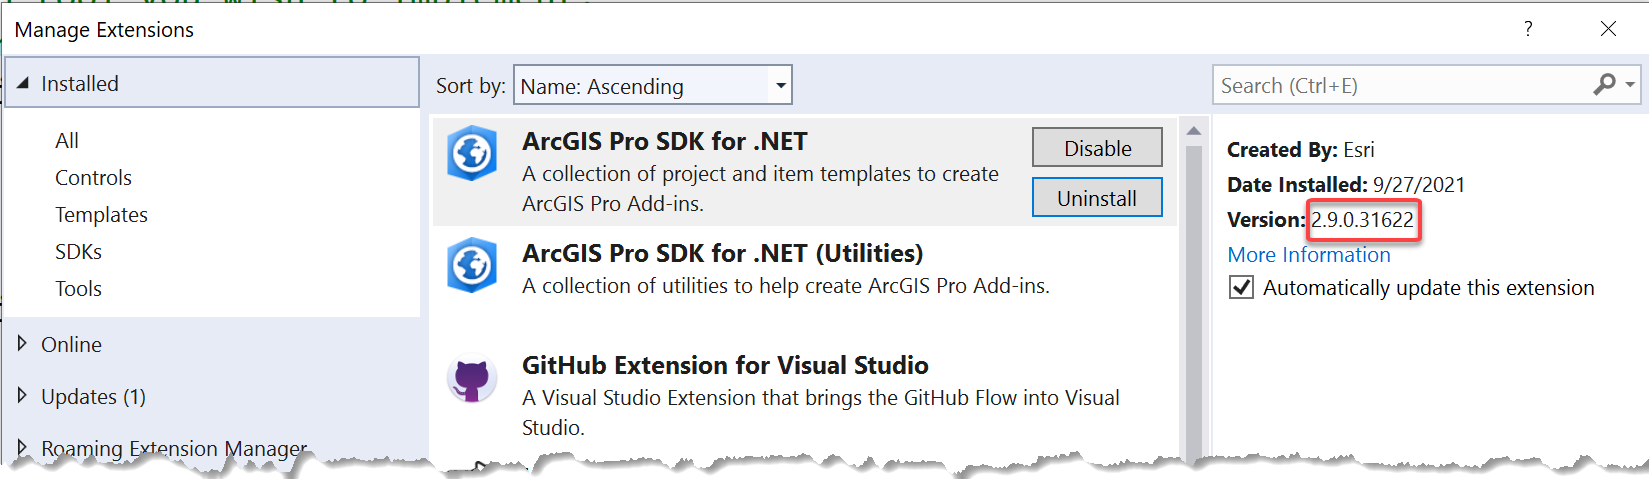 Manage Extensions
?
Installed
All
Controls
Templates
SDKs
Tools
Online
Updates (1)
Roaming Extension Manager
Sort by: Name: Ascending
ArcGIS Pro SDK for .NET
A collection of project and item templates to create
ArcGIS Pro Add-ins.
Disable
Uninstall
ArcGIS Pro SDK for .NET (Utilities)
A collection of utilities to help create ArcGIS Pro Add-ins.
GitHub Extension for Visual Studio
A Visual Studio Extension that brings the GitHub Flow into Visual
Studio.
Search (Ctrl+E)
Created By: Esri
Date Installed: 9/27/2021
Version: 2.9.0.31622
More Information
Automatically update this extension